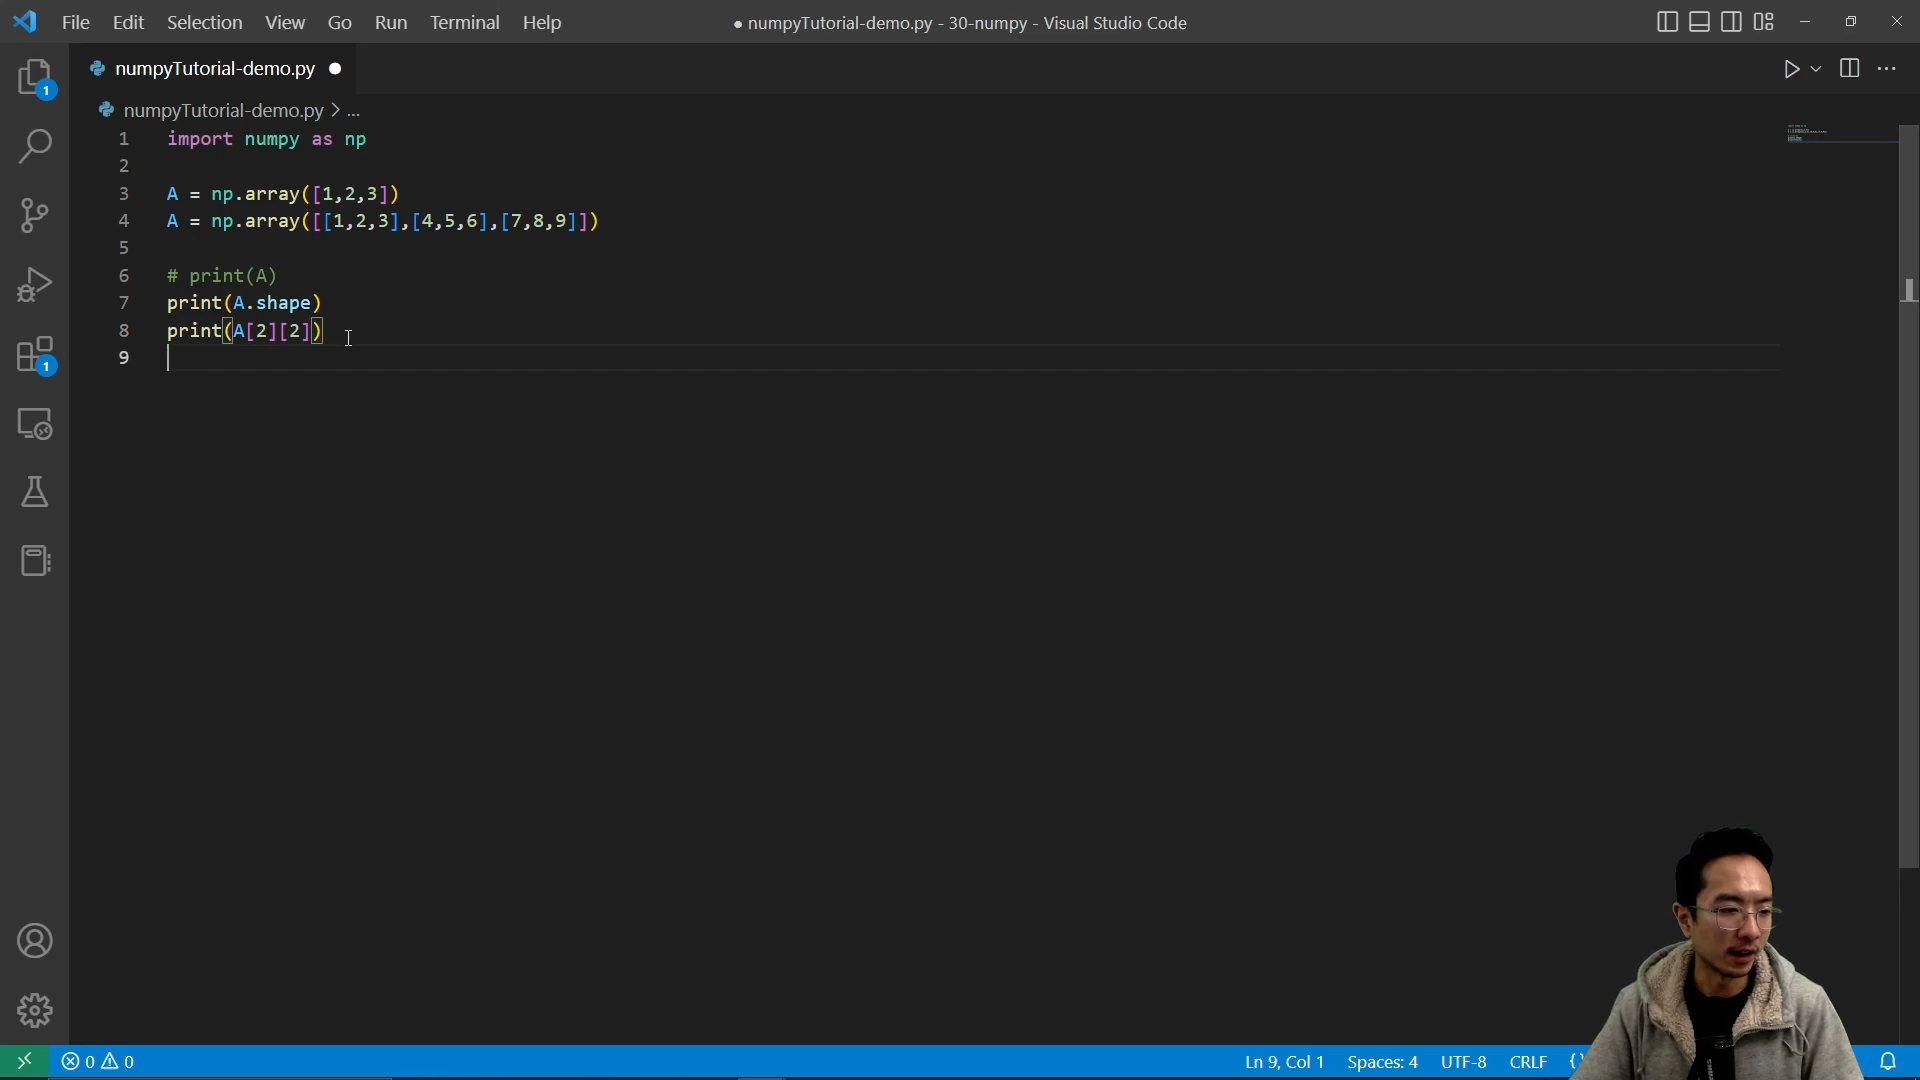 File Edit Selection View Go Run Terminal Help
● numpyTutorial-demo.py - 30-numpy - Visual Studio Code
numpyTutorial-demo.py
numpyTutorial-demo.py > ...
1 import numpy as np
2
3 A = np.array([1,2,3])
4 A = np.array([[1,2,3],[4,5,6],[7,8,9]])
5
6 # print(A)
7 print(A.shape)
8 print(A[2][2])
9
1
1
0 0
Ln 9, Col 1 Spaces: 4 UTF-8 CRLF